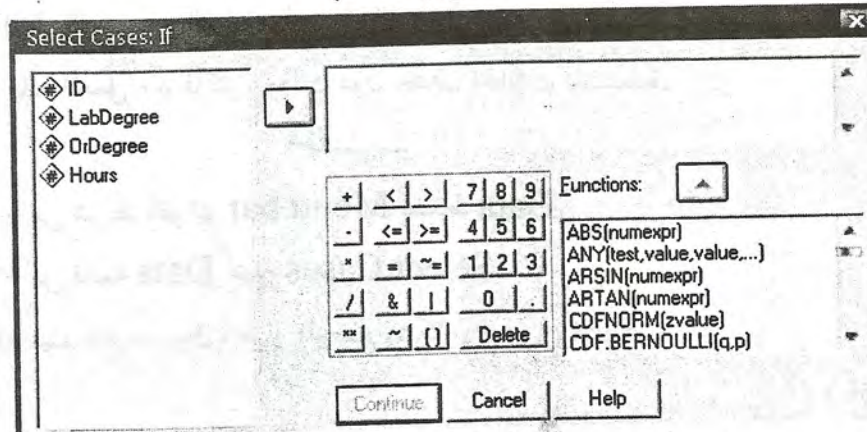 Select Cases: If
ID
LabDegree
OrDegree
Hours
+ < > 7 8 9
- <= >= 4 5 6
* = ~= 1 2 3
/ & | 0 .
** ~ () Delete
Functions:
ABS(numexpr)
ANY(test,value,value,...)
ARSIN(numexpr)
ARTAN(numexpr)
CDFNORM(zvalue)
CDF.BERNOULLI(q,p)
Continue Cancel Help